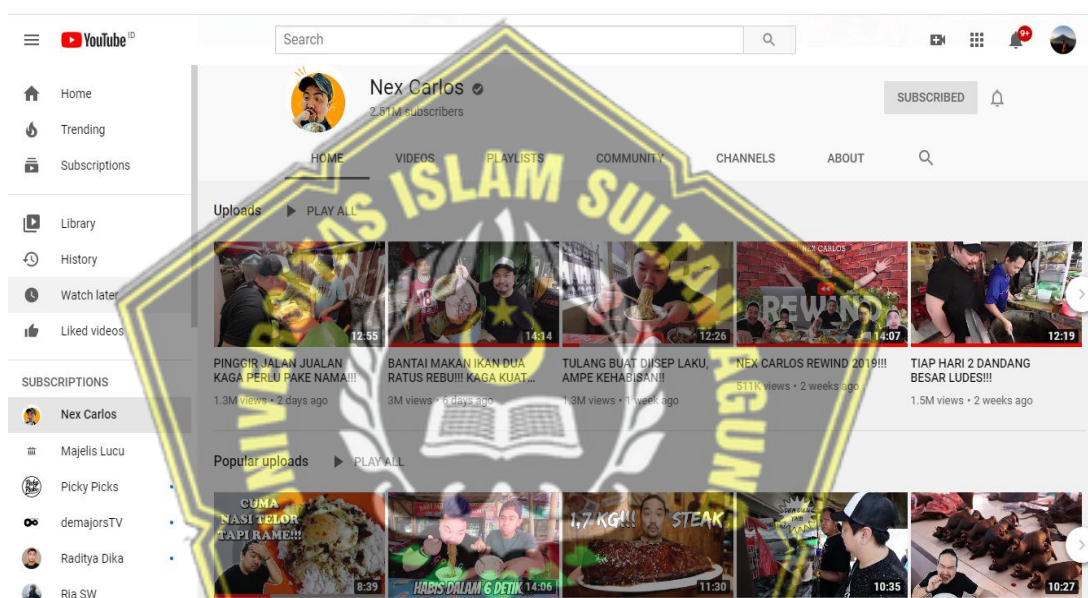 YouTube ID
Search
9+
Home
Trending
Subscriptions
Library
History
Watch later
Liked videos
SUBSCRIPTIONS
Nex Carlos
Majelis Lucu
Picky Picks
demajorsTV
Raditya Dika
Ria SW
Nex Carlos
2.51M subscribers
SUBSCRIBED
HOME VIDEOS PLAYLISTS COMMUNITY CHANNELS ABOUT
UNIVERSITAS ISLAM SULTAN AGUNG
Uploads PLAY ALL
NEX CARLOS
REWIND
12:55 14:14 12:26 14:07 12:19
PINGGIR JALAN JUALAN
KAGA PERLU PAKE NAMA!!!
1.3M views • 2 days ago
BANTAI MAKAN IKAN DUA
RATUS REBU!!! KAGA KUAT...
3M views • 6 days ago
TULANG BUAT DIISEP LAKU,
AMPE KEHABISAN!!
1.3M views • 1 week ago
NEX CARLOS REWIND 2019!!!
511K views • 2 weeks ago
TIAP HARI 2 DANDANG
BESAR LUDES!!!
1.5M views • 2 weeks ago
Popular uploads PLAY ALL
CUMA
NASI TELOR
TAPI RAME!!!
8:39
HABIS DALAM 6 DETIK 14:06
1,7 KG!!! STEAK
11:30
10:35
10:27